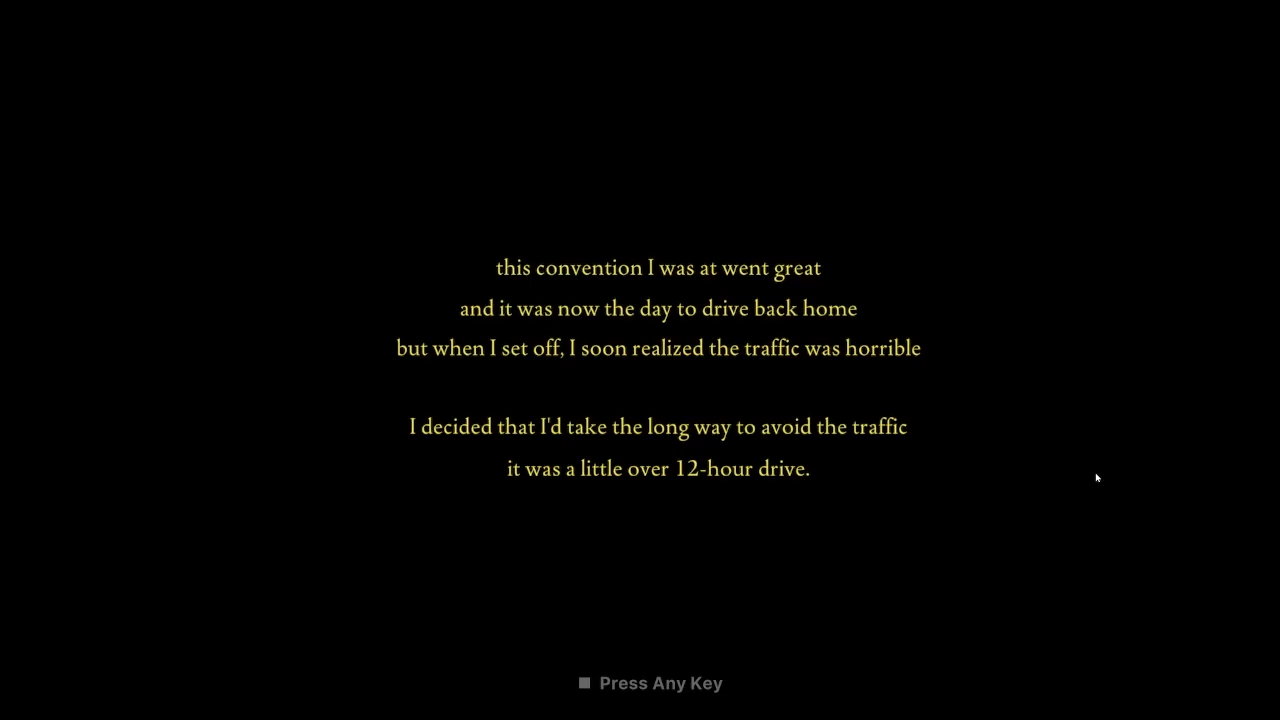 this convention I was at went great
and it was now the day to drive back home
but when I set off, I soon realized the traffic was horrible
I decided that I'd take the long way to avoid the traffic
it was a little over 12-hour drive.
Press Any Key